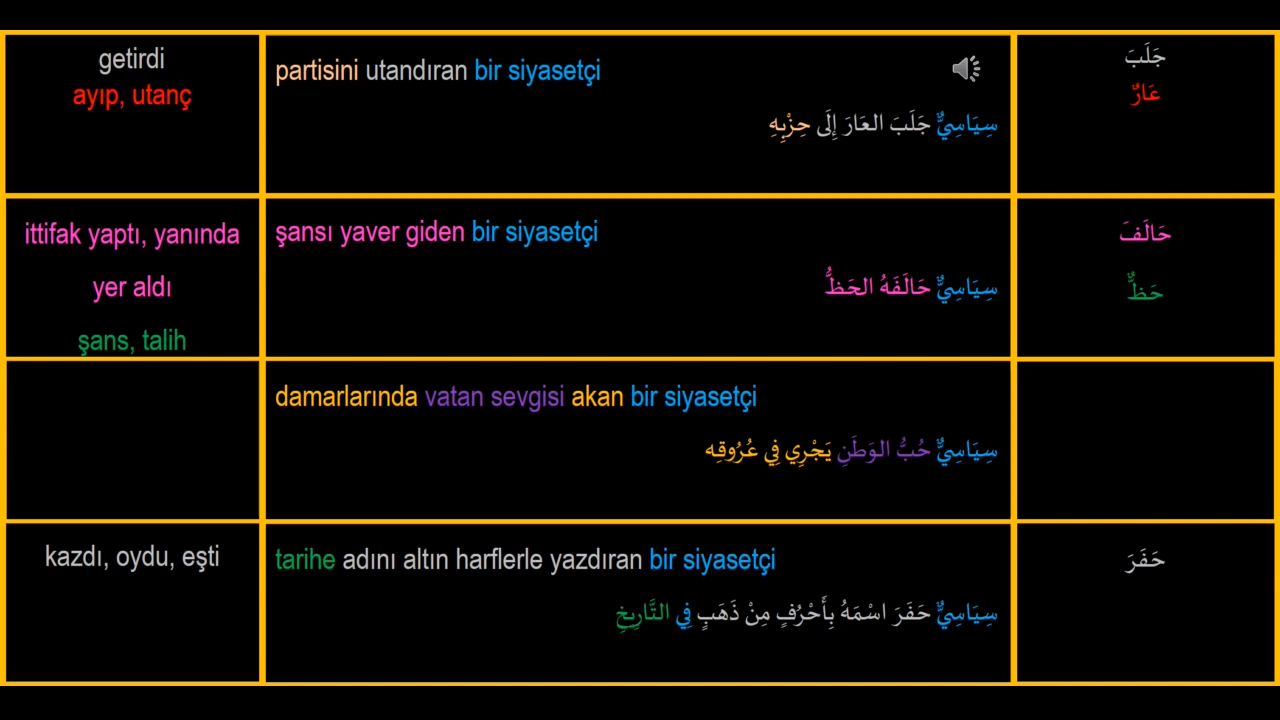 getirdi
ayıp, utanç
partisini utandıran bir siyasetçi
سِيَاسِيٌّ جَلَبَ العَارَ إِلَى حِزْبِهِ
جَلَبَ
عَارٌ
ittifak yaptı, yanında
yer aldı
şans, talih
şansı yaver giden bir siyasetçi
سِيَاسِيٌّ حَالَفَهُ الحَظُّ
حَالَفَ
حَظٌّ
damarlarında vatan sevgisi akan bir siyasetçi
سِيَاسِيٌّ حُبُّ الوَطَنِ يَجْرِي فِي عُرُوقِه
kazdı, oydu, eşti
tarihe adını altın harflerle yazdıran bir siyasetçi
سِيَاسِيٌّ حَفَرَ اسْمَهُ بِأَحْرُفٍ مِنْ ذَهَبٍ فِي التَّارِيخِ
حَفَرَ